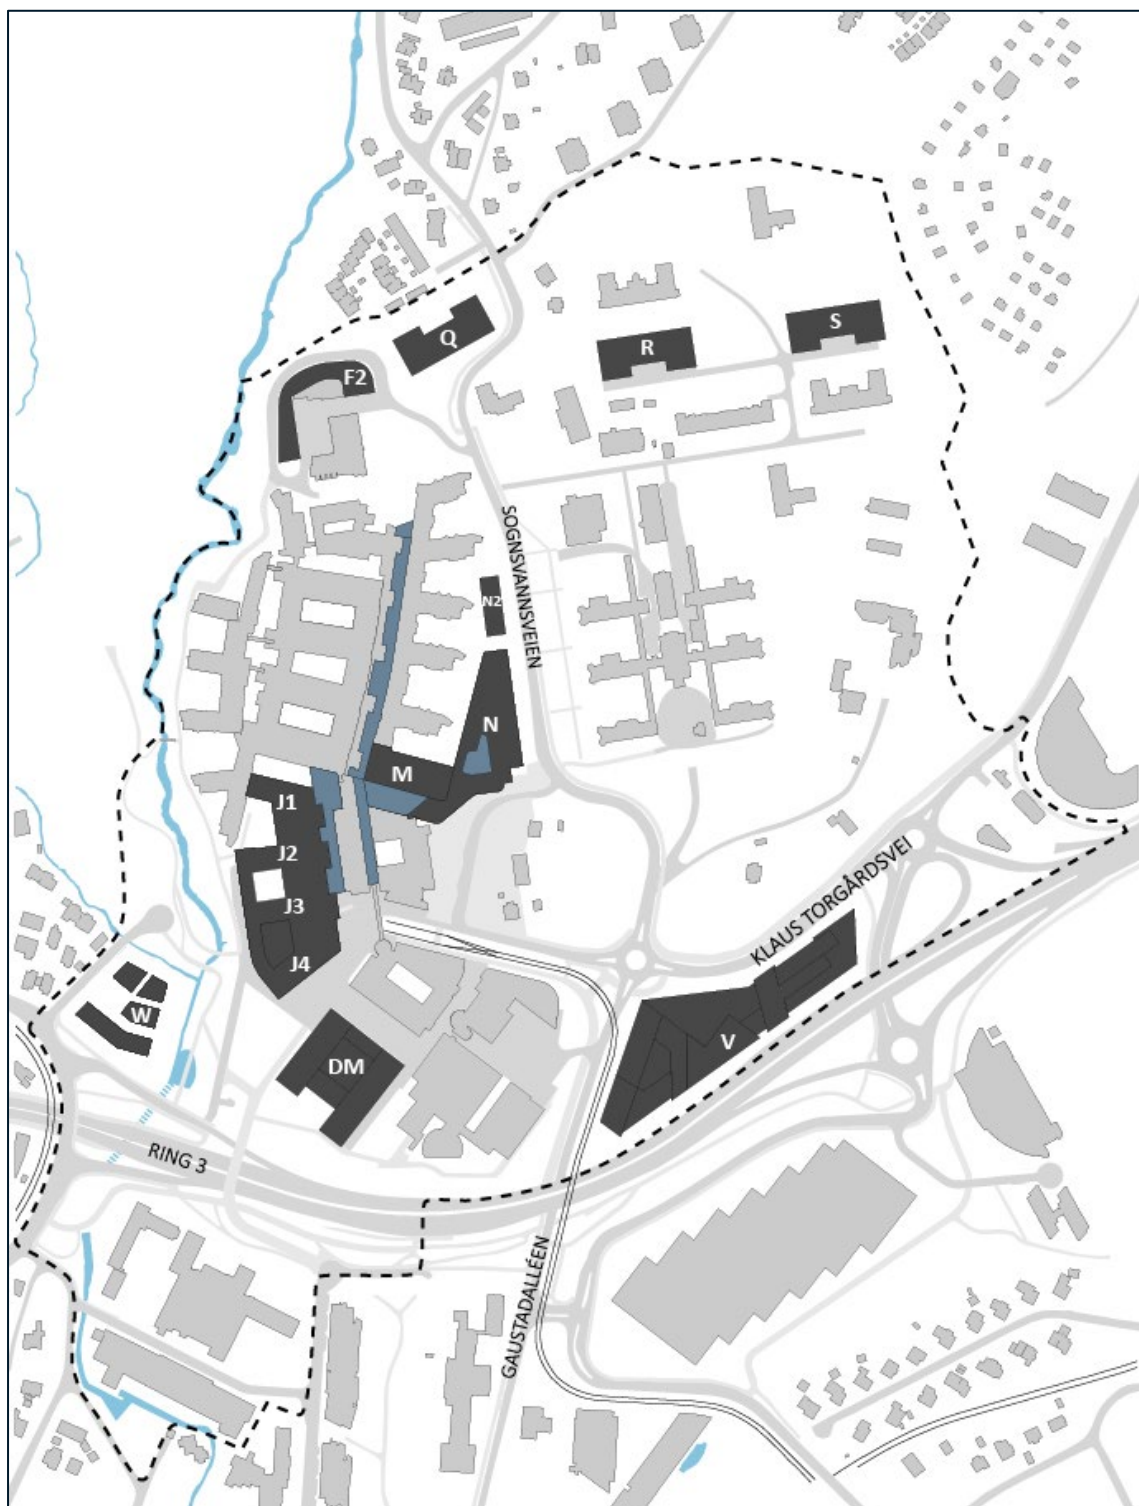 S
Q
R
F2
SOGNSVANNSVEIEN
N2
N
M
J1
J2
J3
J4
KLAUS TORGÅRDSVEI
W
V
DM
RING 3
GAUSTADALLÉEN